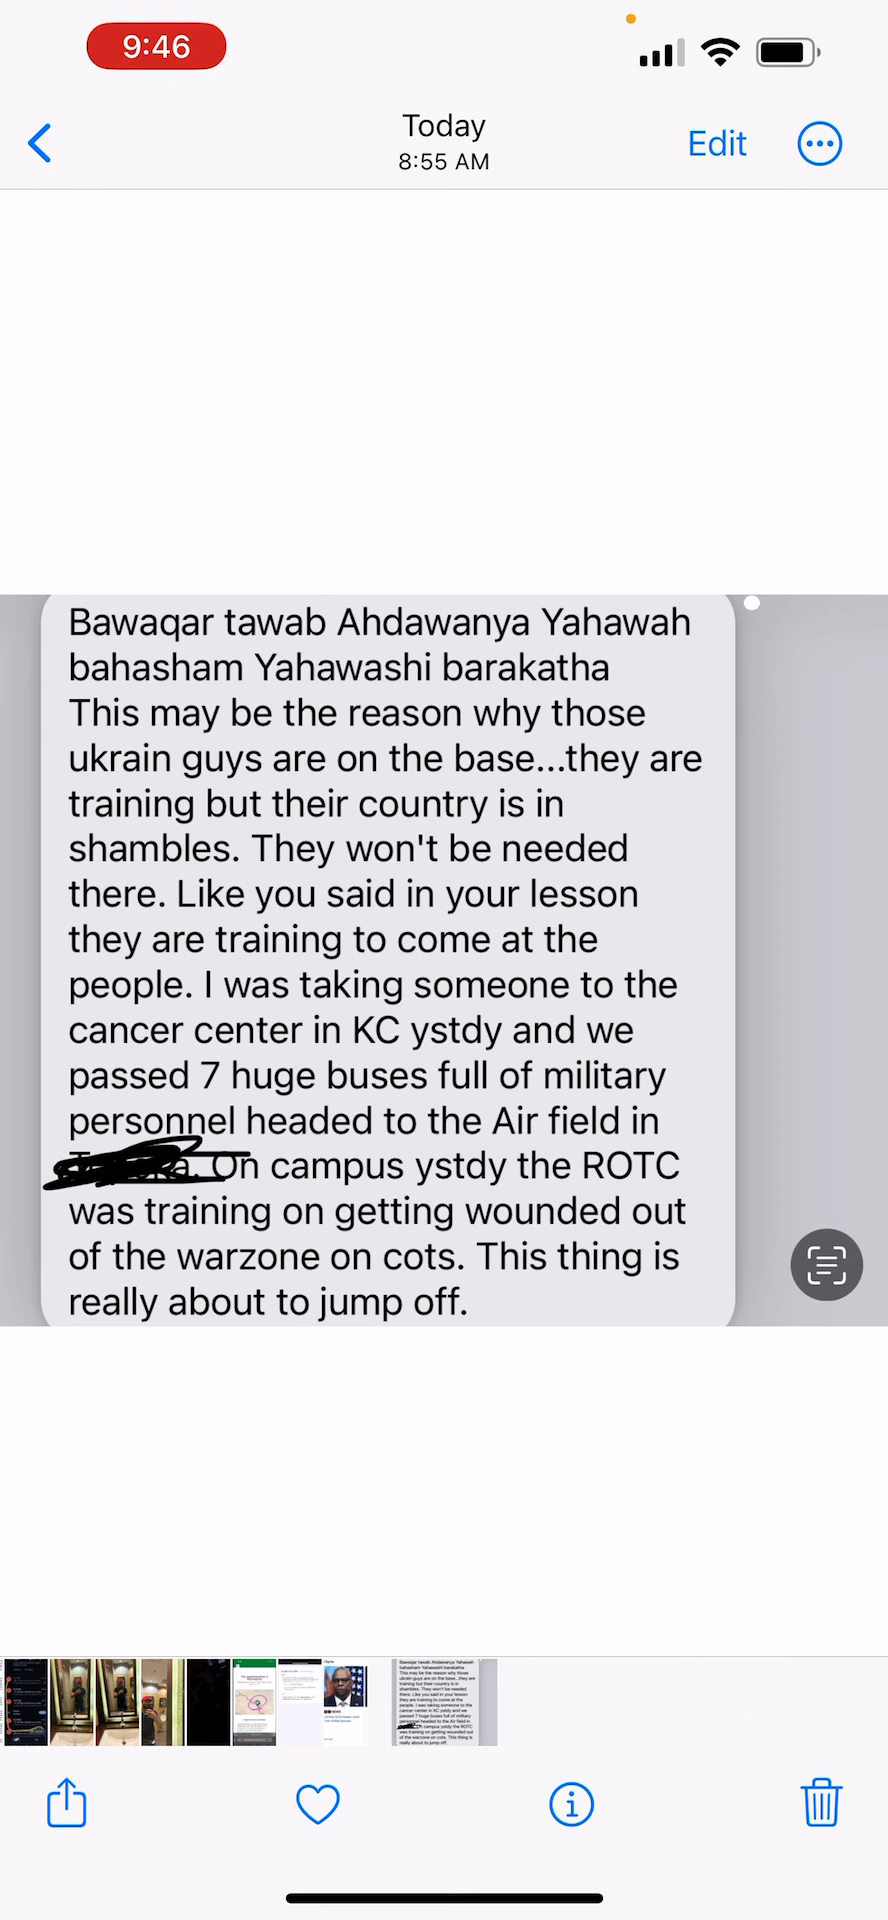 9:46
Today
8:55 AM
Edit
Bawaqar tawab Ahdawanya Yahawah
bahasham Yahawashi barakatha
This may be the reason why those
ukrain guys are on the base...they are
training but their country is in
shambles. They won't be needed
there. Like you said in your lesson
they are training to come at the
people. I was taking someone to the
cancer center in KC ystdy and we
passed 7 huge buses full of military
personnel headed to the Air field in
On campus ystdy the ROTC
was training on getting wounded out
of the warzone on cots. This thing is
really about to jump off.